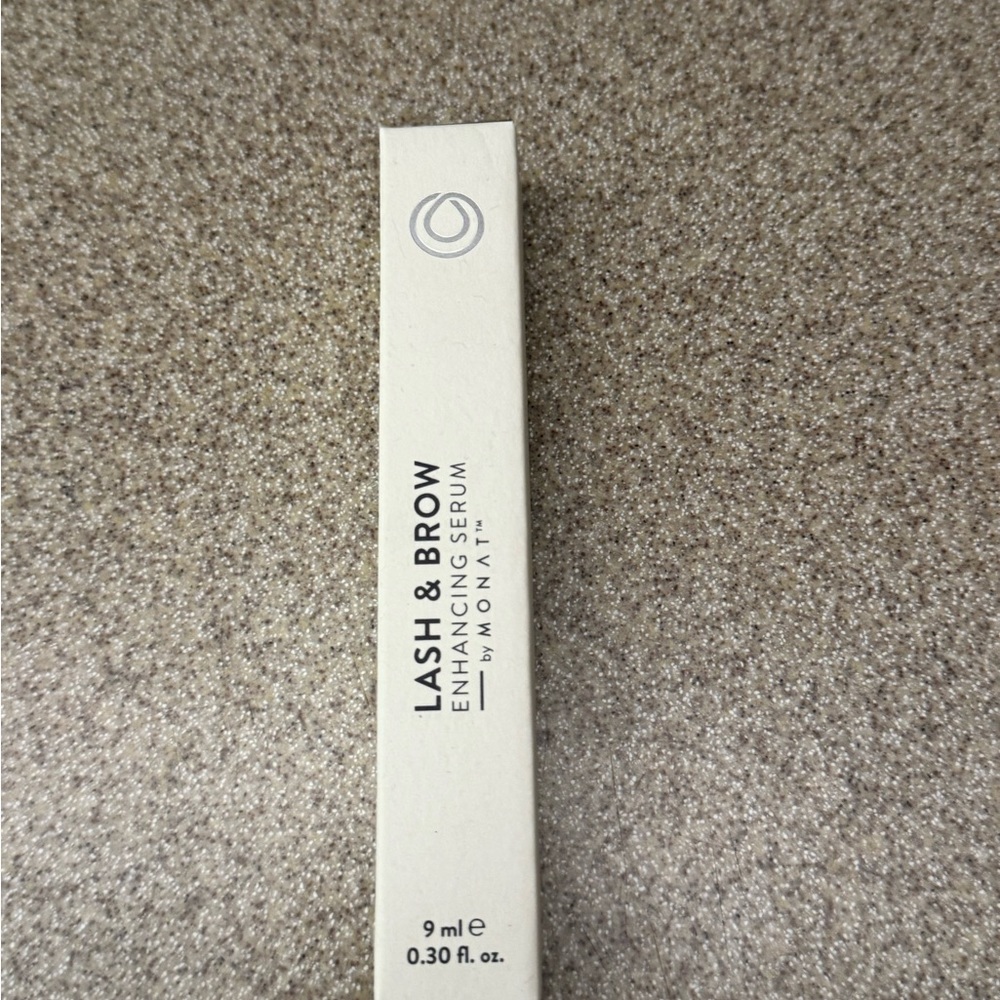 LASH & BROW
ENHANCING SERUM
by MONAT™
9 ml ℮
0.30 fl. oz.